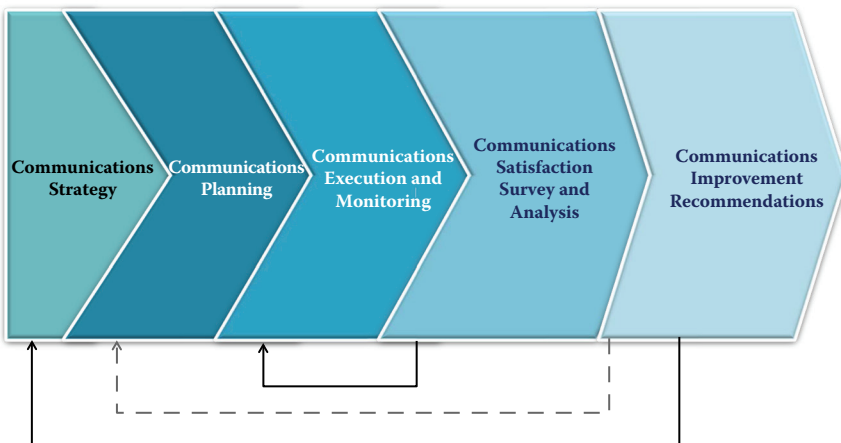 Communications
Strategy
Communications
Planning
Communications
Execution and
Monitoring
Communications
Satisfaction
Survey and
Analysis
Communications
Improvement
Recommendations